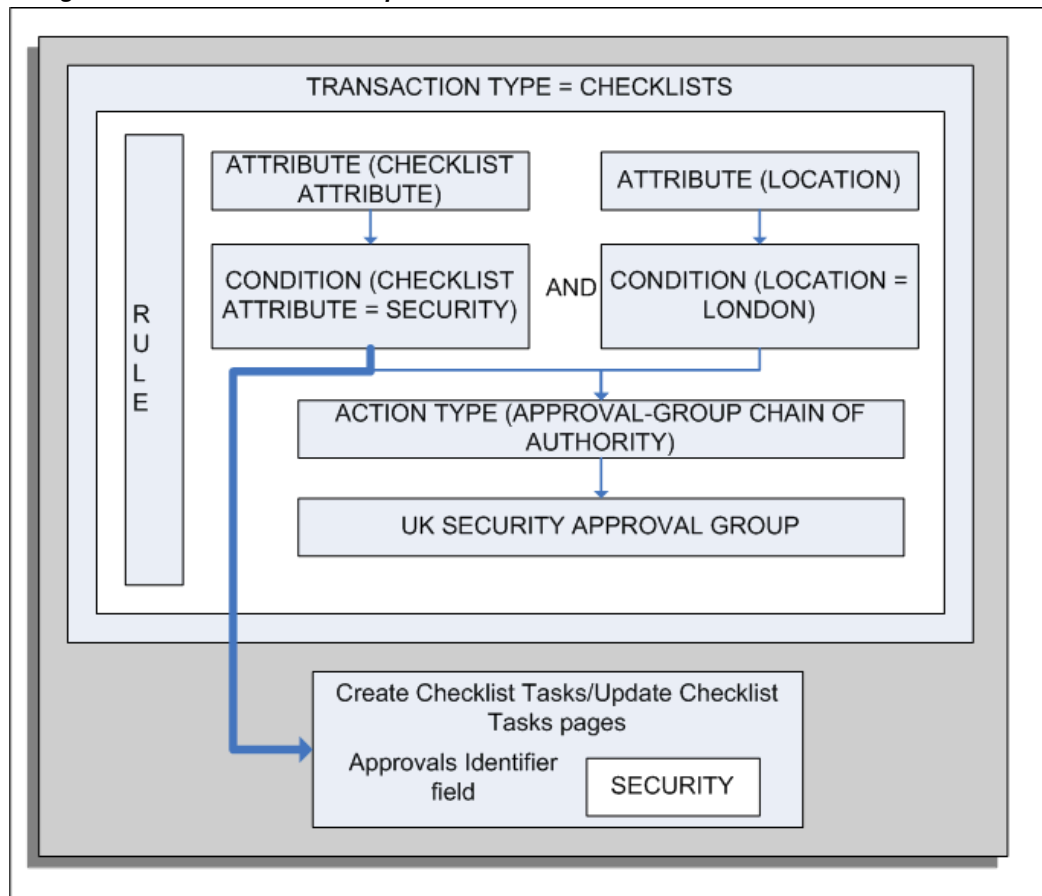 TRANSACTION TYPE = CHECKLISTS
RULE
ATTRIBUTE (CHECKLIST
ATTRIBUTE)
ATTRIBUTE (LOCATION)
CONDITION (CHECKLIST
ATTRIBUTE = SECURITY)
AND
CONDITION (LOCATION =
LONDON)
ACTION TYPE (APPROVAL-GROUP CHAIN OF
AUTHORITY)
UK SECURITY APPROVAL GROUP
Create Checklist Tasks/Update Checklist
Tasks pages
Approvals Identifier
field
SECURITY